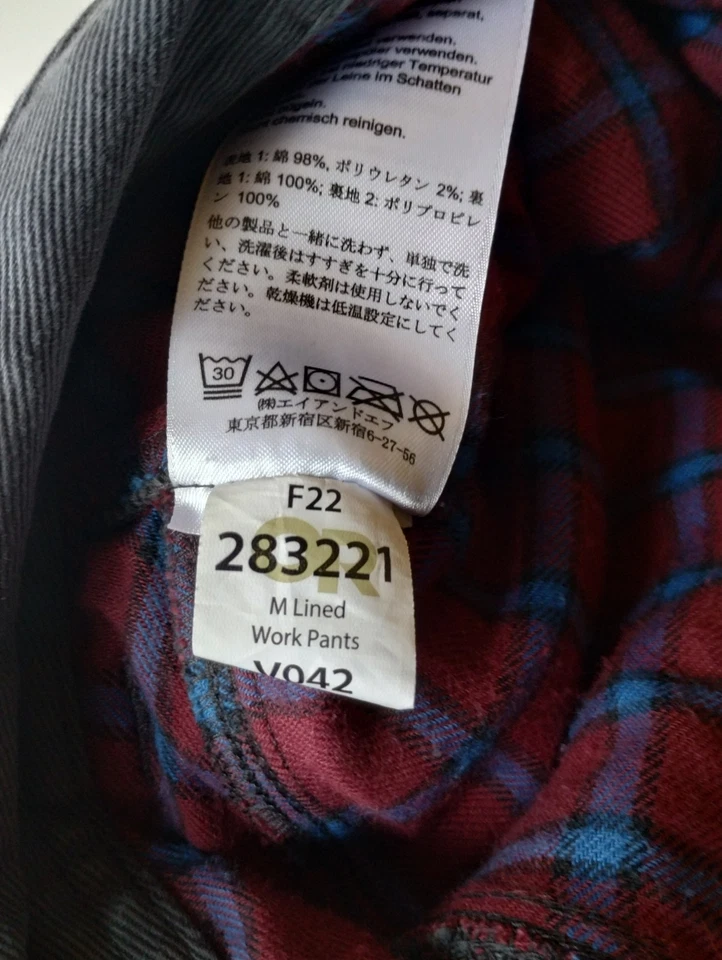 separat,
verwenden.
verwenden.
niedriger Temperatur
Leine im Schatten
bügeln.
chemisch reinigen.
表地 1: 綿 98%, ポリウレタン 2%; 裏
地 1: 綿 100%; 裏地 2: ポリプロピレ
ン 100%
他の製品と一緒に洗わず、単独で洗
い、洗濯後はすすぎを十分に行って
ください。柔軟剤は使用しないでく
ださい。乾燥機は低温設定にしてく
ださい。
30
㈱エイアンドエフ
東京都新宿区新宿6-27-56
F22
OR
283221
M Lined
Work Pants
V042